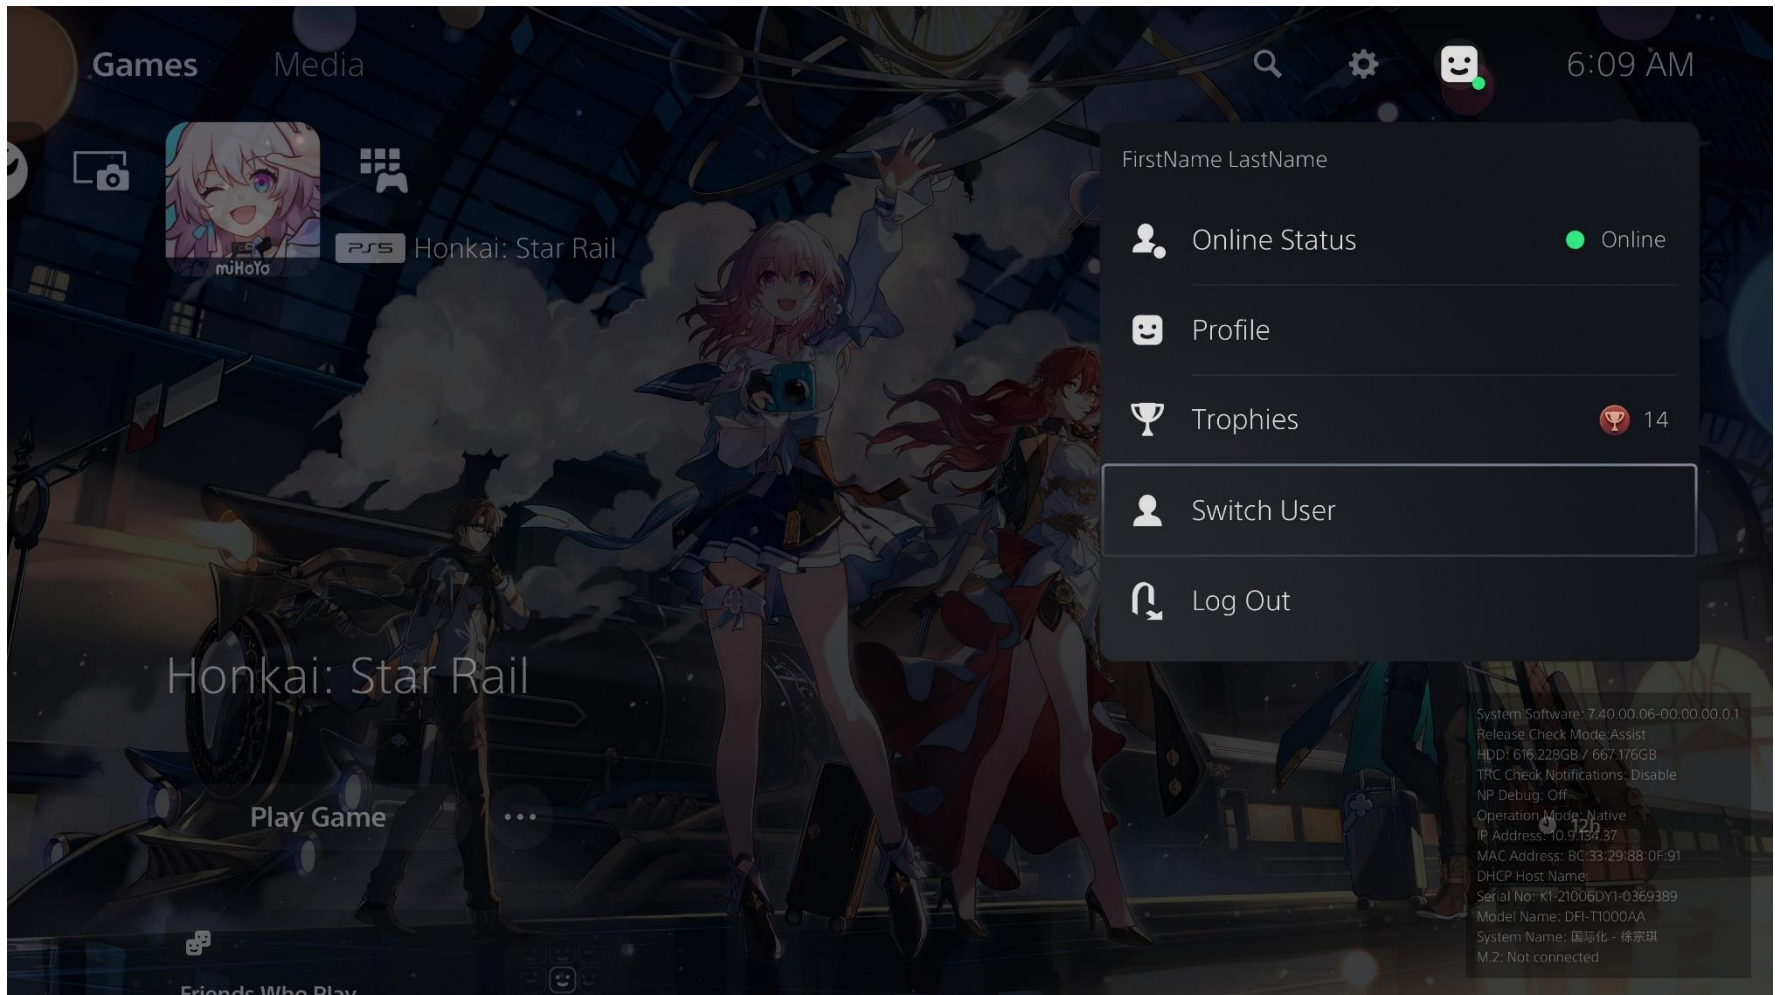 Games
Media
6:09 AM
miHoYo
PS5
Honkai: Star Rail
FirstName LastName
Online Status
Online
Profile
Trophies
14
Switch User
Log Out
Honkai: Star Rail
Play Game
12h
System Software: 7.40.00.06-00.00.00.0.1
Release Check Mode:Assist
HDD: 616.228GB / 667.176GB
TRC Check Notifications: Disable
NP Debug: Off
Operation Mode: Native
IP Address: 10.9.134.37
MAC Address: BC:33:29:88:0F:91
DHCP Host Name:
Serial No: K1-21006DY1-0369389
Model Name: DFI-T1000AA
System Name: 国际化 - 徐宗琪
M.2: Not connected
Friends Who Play